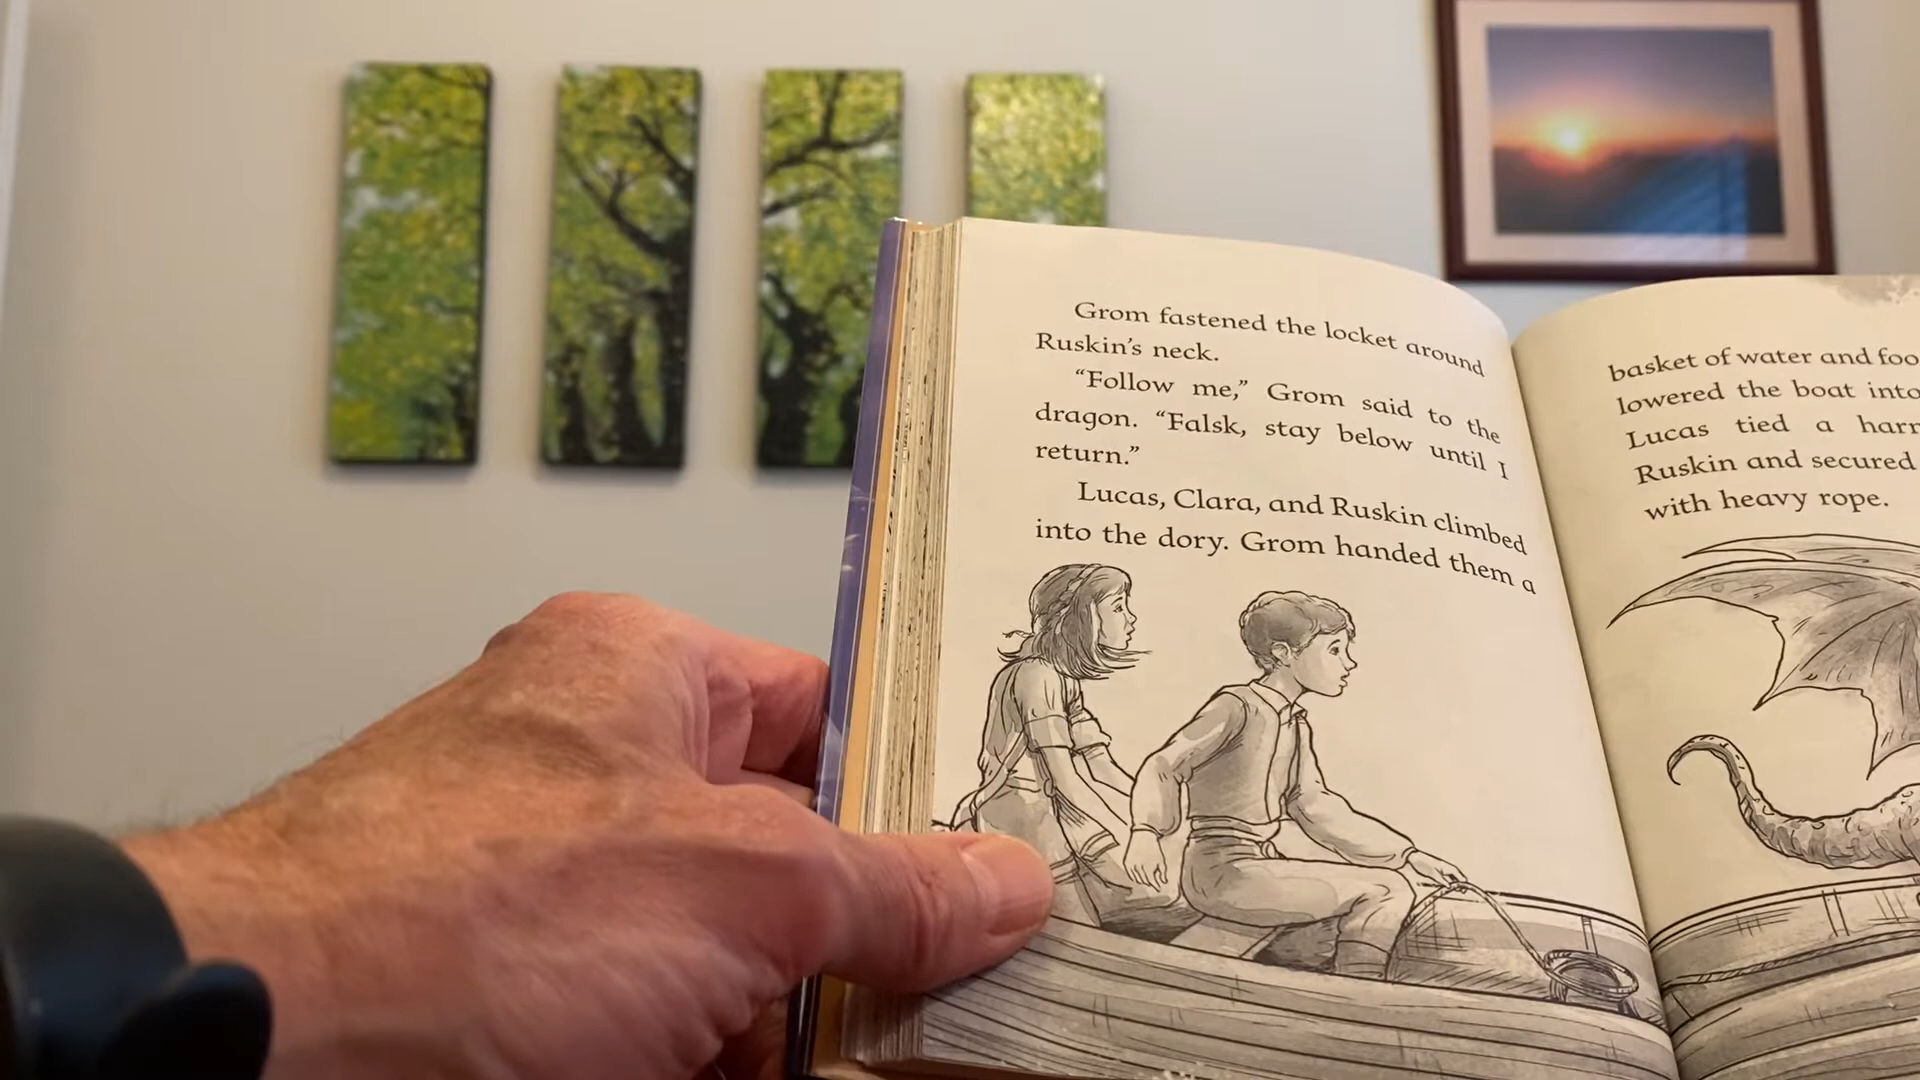 Grom fastened the locket around
Ruskin’s neck.
“Follow me,” Grom said to the
dragon. “Falsk, stay below until I
return.”
Lucas, Clara, and Ruskin climbed
into the dory. Grom handed them a
basket of water and foo
lowered the boat into
Lucas tied a harn
Ruskin and secured
with heavy rope.